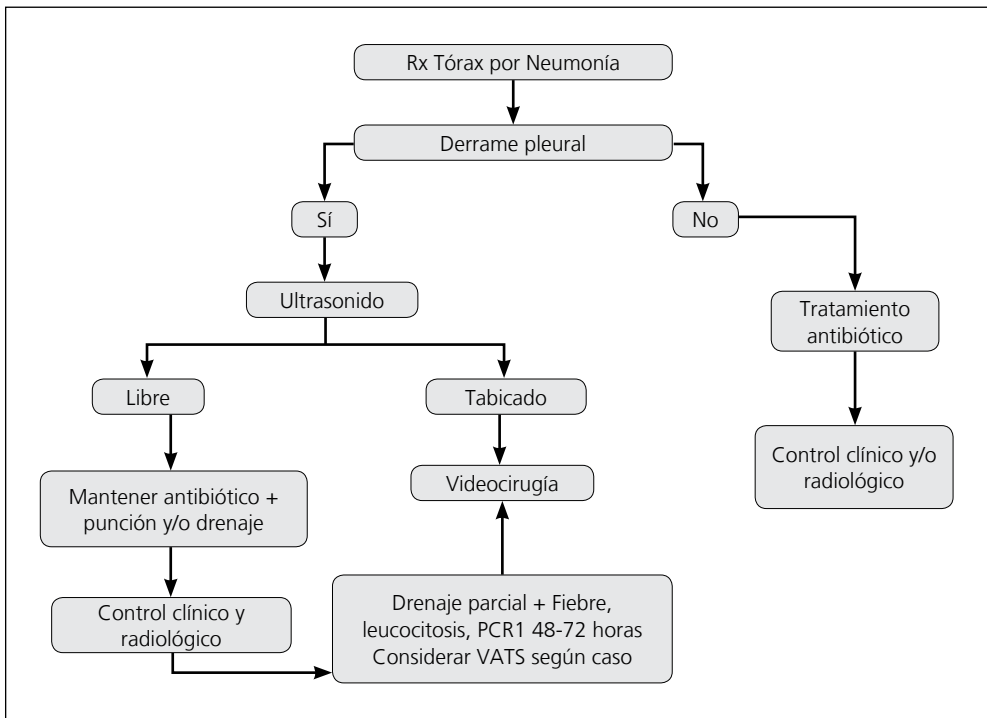 Rx Tórax por Neumonía
Derrame pleural
Sí
No
Ultrasonido
Tratamiento
antibiótico
Libre
Tabicado
Control clínico y/o
radiológico
Mantener antibiótico +
punción y/o drenaje
Videocirugía
Control clínico y
radiológico
Drenaje parcial + Fiebre,
leucocitosis, PCR1 48-72 horas
Considerar VATS según caso